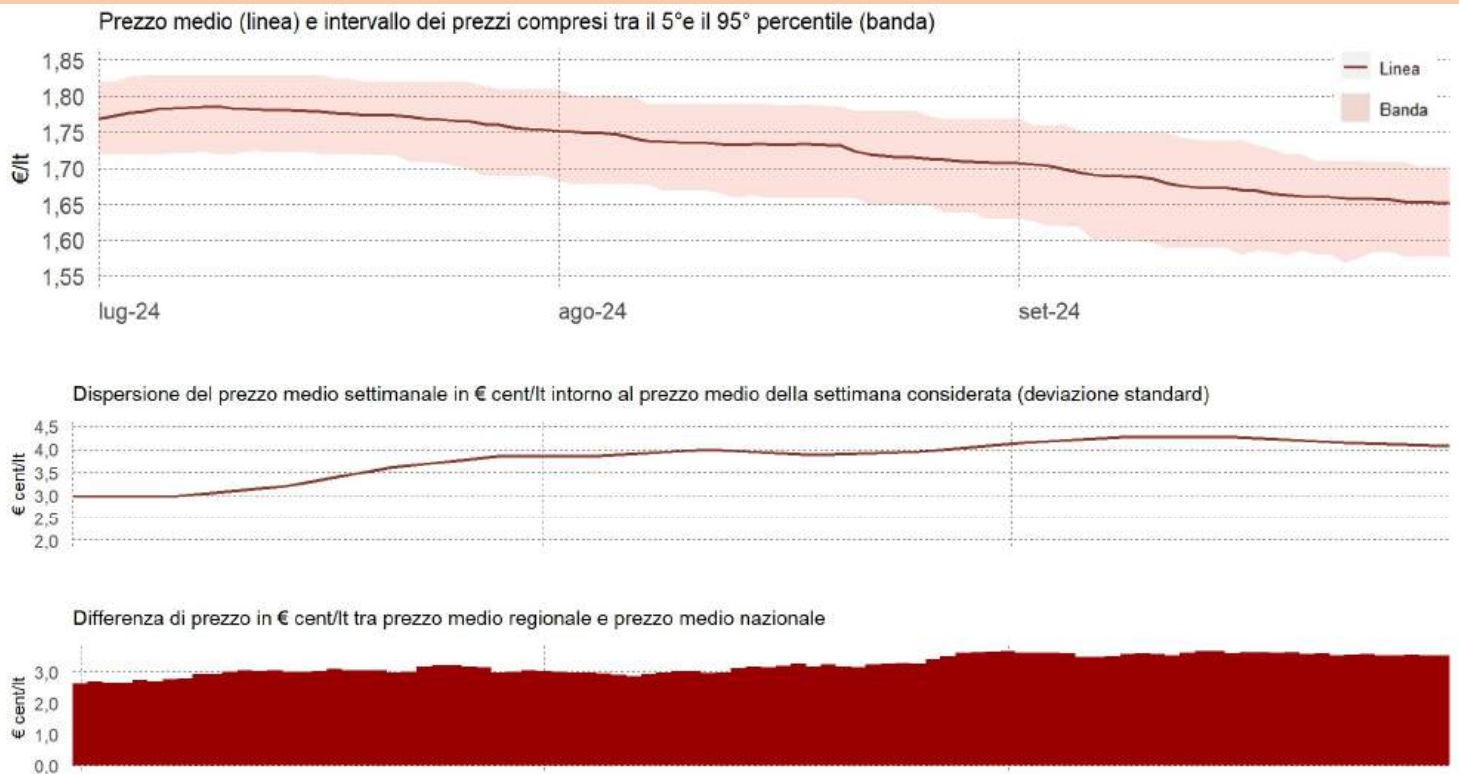 Prezzo medio (linea) e intervallo dei prezzi compresi tra il 5°e il 95° percentile (banda)
€/lt
1,85
1,80
1,75
1,70
1,65
1,60
1,55
Linea
Banda
lug-24
ago-24
set-24
Dispersione del prezzo medio settimanale in € cent/lt intorno al prezzo medio della settimana considerata (deviazione standard)
€ cent/lt
4,5
4,0
3,5
3,0
2,5
2,0
Differenza di prezzo in € cent/lt tra prezzo medio regionale e prezzo medio nazionale
€ cent/lt
3,0
2,0
1,0
0,0